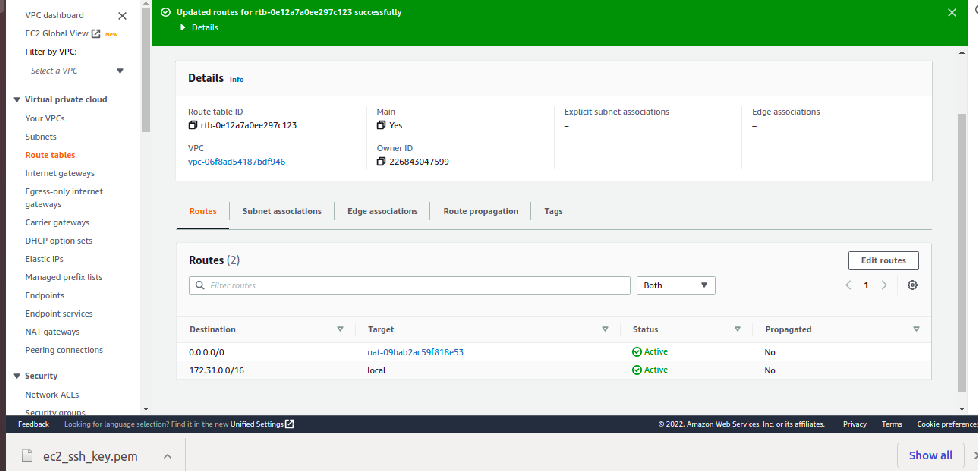 VPC dashboard
EC2 Global View New
Filter by VPC:
Select a VPC
Virtual private cloud
Your VPCs
Subnets
Route tables
Internet gateways
Egress-only internet
gateways
Carrier gateways
DHCP option sets
Elastic IPs
Managed prefix lists
Endpoints
Endpoint services
NAT gateways
Peering connections
Security
Network ACLs
Security groups
Updated routes for rtb-0e12a7a0ee297c123 successfully
Details
Details Info
Route table ID
rtb-0e12a7a0ee297c123
Main
Yes
Explicit subnet associations
–
Edge associations
–
VPC
vpc-06f8ad54187bdf946
Owner ID
226843047599
Routes Subnet associations Edge associations Route propagation Tags
Routes (2)
Edit routes
Filter routes
Both
1
Destination Target Status Propagated
0.0.0.0/0 Active No
172.31.0.0/16 local Active No
Feedback Looking for language selection? Find it in the new Unified Settings © 2022, Amazon Web Services, Inc. or its affiliates. Privacy Terms Cookie preferences
ec2_ssh_key.pem
Show all